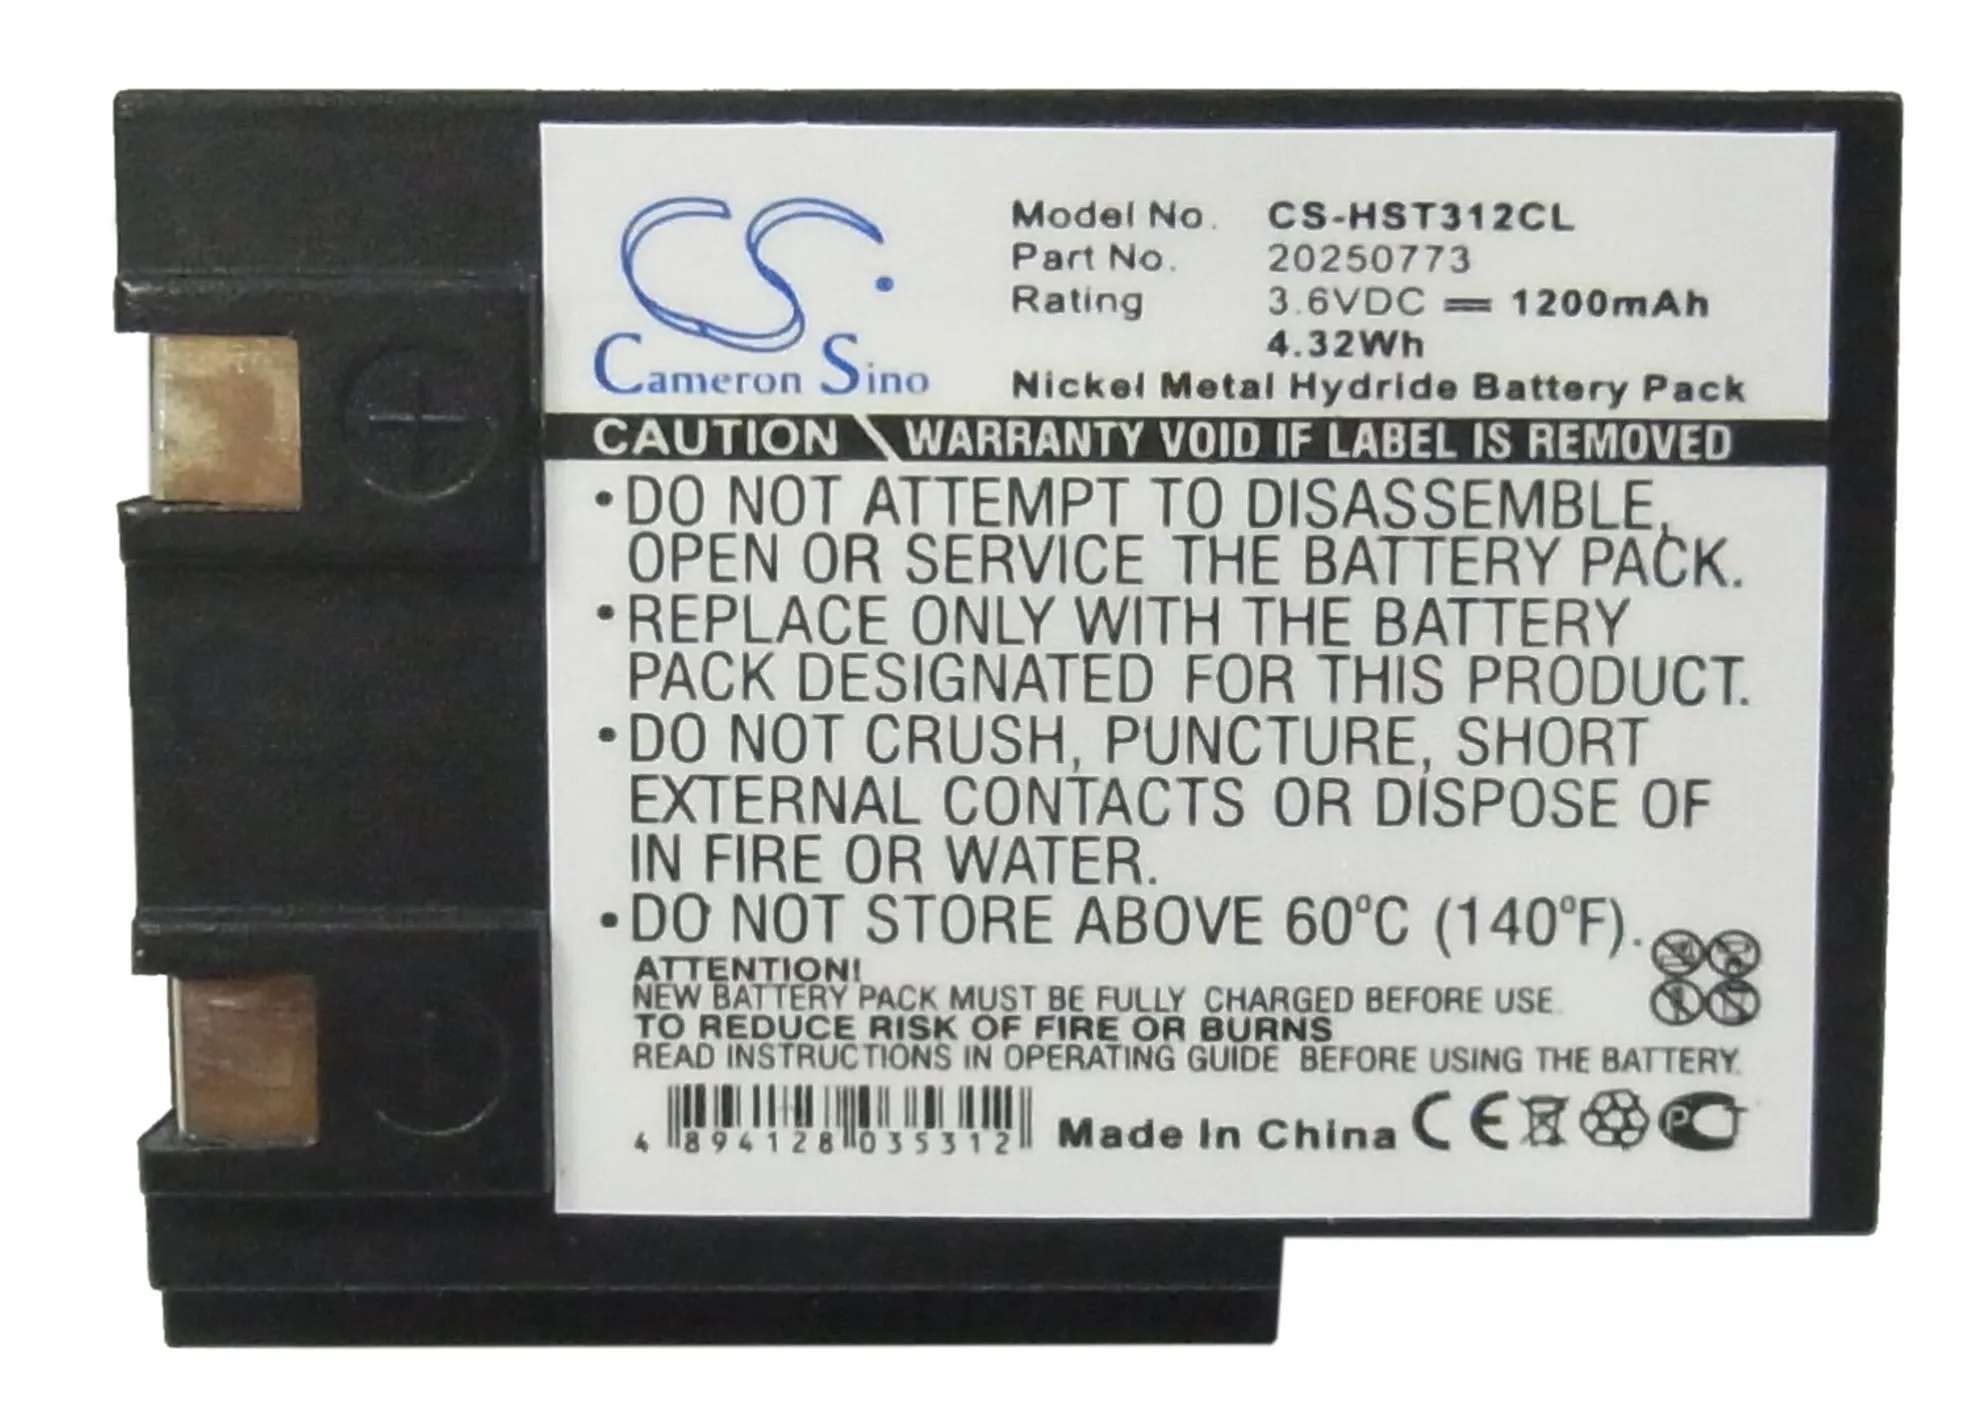 CS.
Cameron Sino
Model No. CS-HST312CL
Part No. 20250773
Rating 3.6VDC ⎓ 1200mAh
4.32Wh
Nickel Metal Hydride Battery Pack
CAUTION \ WARRANTY VOID IF LABEL IS REMOVED
•DO NOT ATTEMPT TO DISASSEMBLE,
OPEN OR SERVICE THE BATTERY PACK.
•REPLACE ONLY WITH THE BATTERY
PACK DESIGNATED FOR THIS PRODUCT.
•DO NOT CRUSH, PUNCTURE, SHORT
EXTERNAL CONTACTS OR DISPOSE OF
IN FIRE OR WATER.
•DO NOT STORE ABOVE 60°C (140°F).
ATTENTION!
NEW BATTERY PACK MUST BE FULLY CHARGED BEFORE USE.
TO REDUCE RISK OF FIRE OR BURNS
READ INSTRUCTIONS IN OPERATING GUIDE BEFORE USING THE BATTERY.
4 894128 035312
Made In China CE PCT
+
-